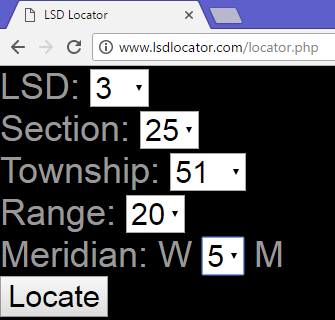 LSD Locator
www.lsdlocator.com/locator.php
LSD: 3
Section: 25
Township: 51
Range: 20
Meridian: W 5 M
Locate